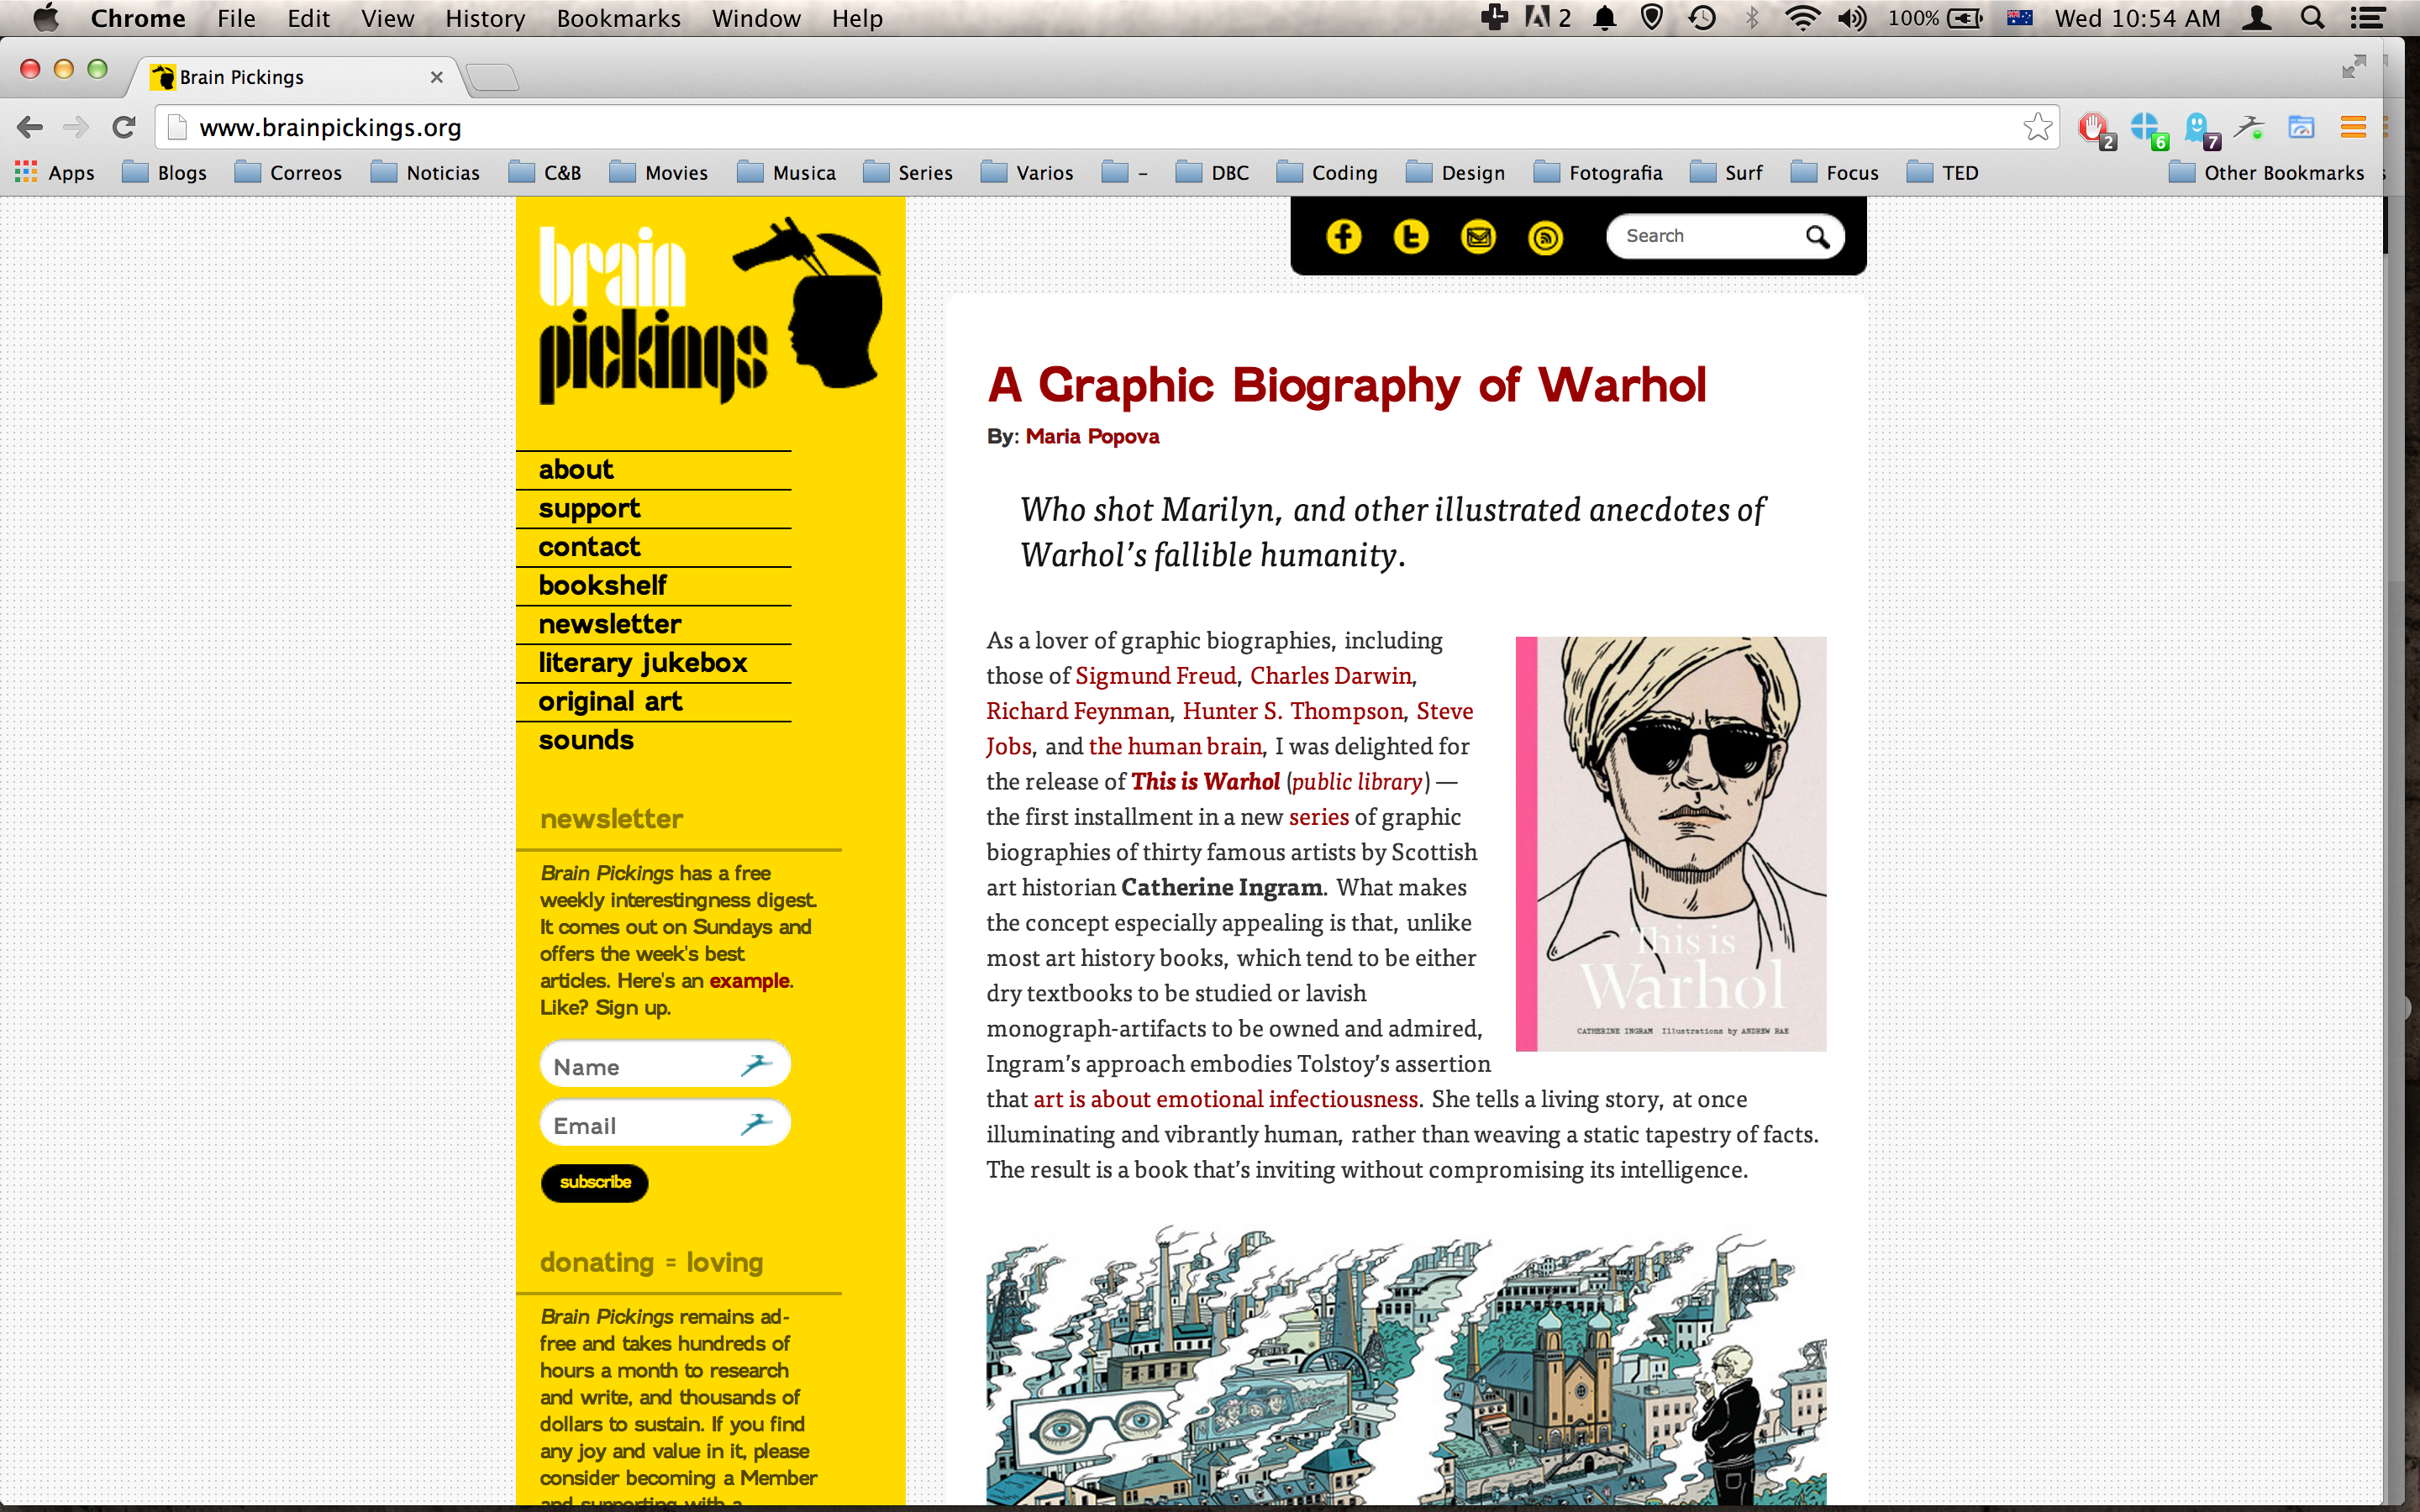 Chrome File Edit View History Bookmarks Window Help
2 100% Wed 10:54 AM
Brain Pickings
www.brainpickings.org
2 6 7
Apps Blogs Correos Noticias C&B Movies Musica Series Varios - DBC Coding Design Fotografia Surf Focus TED Other Bookmarks
brain
pickings
about
support
contact
bookshelf
newsletter
literary jukebox
original art
sounds
newsletter
Brain Pickings has a free
weekly interestingness digest.
It comes out on Sundays and
offers the week's best
articles. Here's an example.
Like? Sign up.
Name
Email
subscribe
donating = loving
Brain Pickings remains ad-
free and takes hundreds of
hours a month to research
and write, and thousands of
dollars to sustain. If you find
any joy and value in it, please
consider becoming a Member
and supporting with a
Search
A Graphic Biography of Warhol
By: Maria Popova
Who shot Marilyn, and other illustrated anecdotes of
Warhol’s fallible humanity.
As a lover of graphic biographies, including
those of Sigmund Freud, Charles Darwin,
Richard Feynman, Hunter S. Thompson, Steve
Jobs, and the human brain, I was delighted for
the release of This is Warhol (public library) —
the first installment in a new series of graphic
biographies of thirty famous artists by Scottish
art historian Catherine Ingram. What makes
the concept especially appealing is that, unlike
most art history books, which tend to be either
dry textbooks to be studied or lavish
monograph-artifacts to be owned and admired,
Ingram’s approach embodies Tolstoy’s assertion
that art is about emotional infectiousness. She tells a living story, at once
illuminating and vibrantly human, rather than weaving a static tapestry of facts.
The result is a book that’s inviting without compromising its intelligence.
This is
Warhol
CATHERINE INGRAM Illustrations by ANDREW RAE